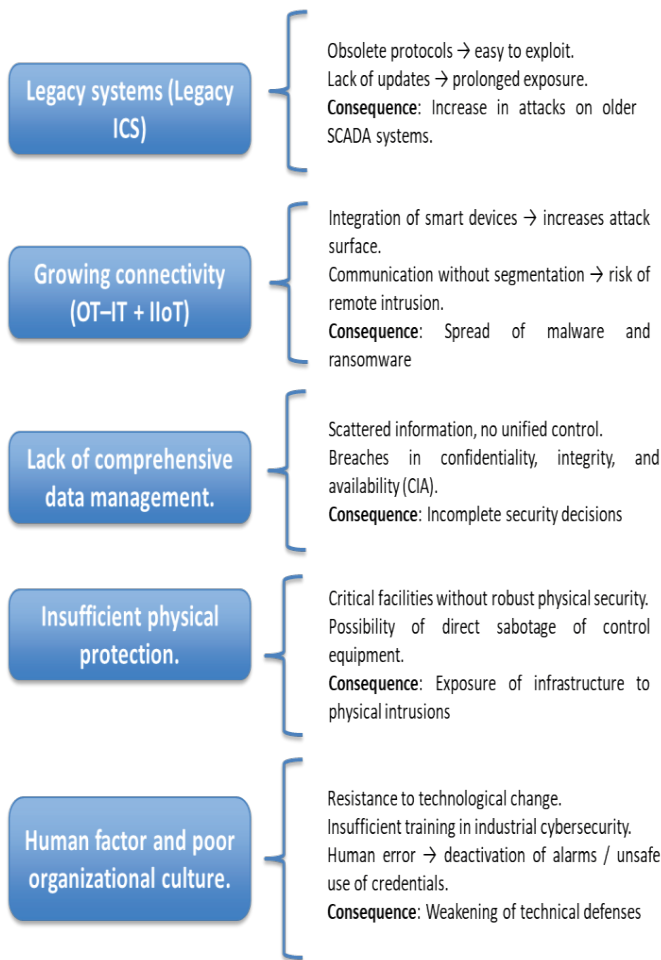 Legacy systems (Legacy
ICS)
Obsolete protocols → easy to exploit.
Lack of updates → prolonged exposure.
Consequence: Increase in attacks on older
SCADA systems.
Growing connectivity
(OT–IT + IIoT)
Integration of smart devices → increases attack
surface.
Communication without segmentation → risk of
remote intrusion.
Consequence: Spread of malware and
ransomware
Lack of comprehensive
data management.
Scattered information, no unified control.
Breaches in confidentiality, integrity, and
availability (CIA).
Consequence: Incomplete security decisions
Insufficient physical
protection.
Critical facilities without robust physical security.
Possibility of direct sabotage of control
equipment.
Consequence: Exposure of infrastructure to
physical intrusions
Human factor and poor
organizational culture.
Resistance to technological change.
Insufficient training in industrial cybersecurity.
Human error → deactivation of alarms / unsafe
use of credentials.
Consequence: Weakening of technical defenses